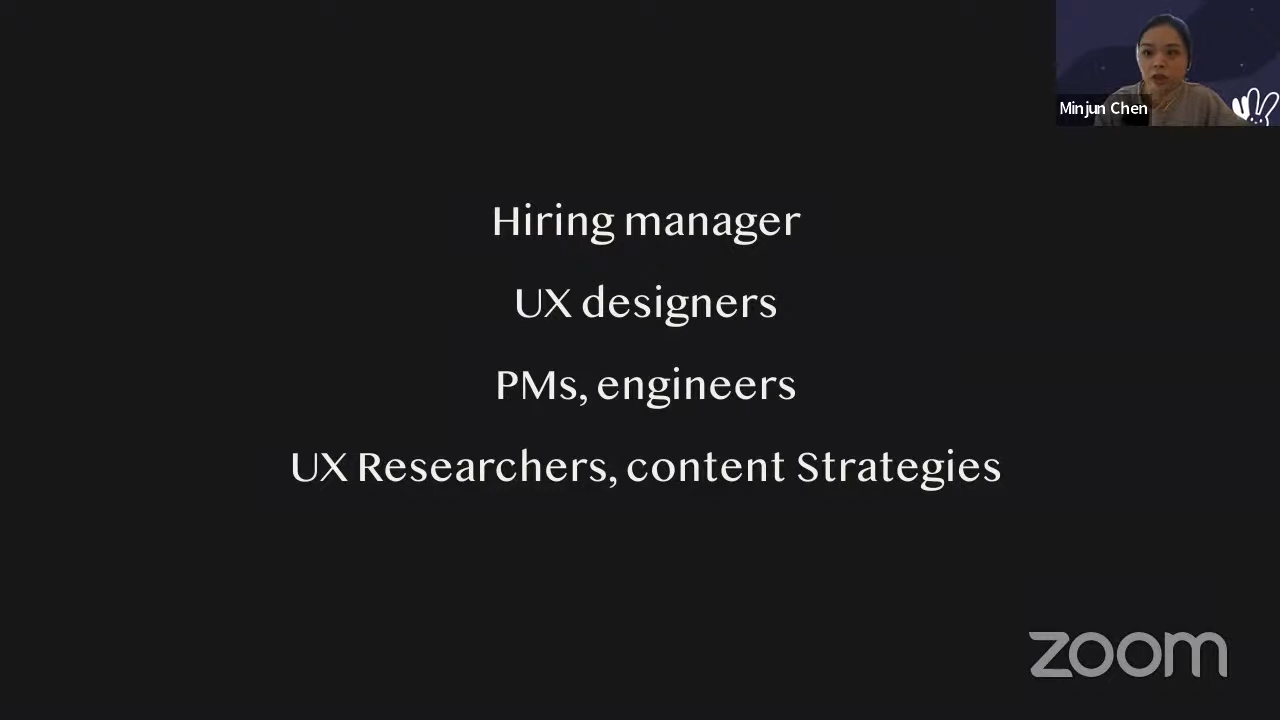 Minjun Chen
Hiring manager
UX designers
PMs, engineers
UX Researchers, content Strategies
zoom